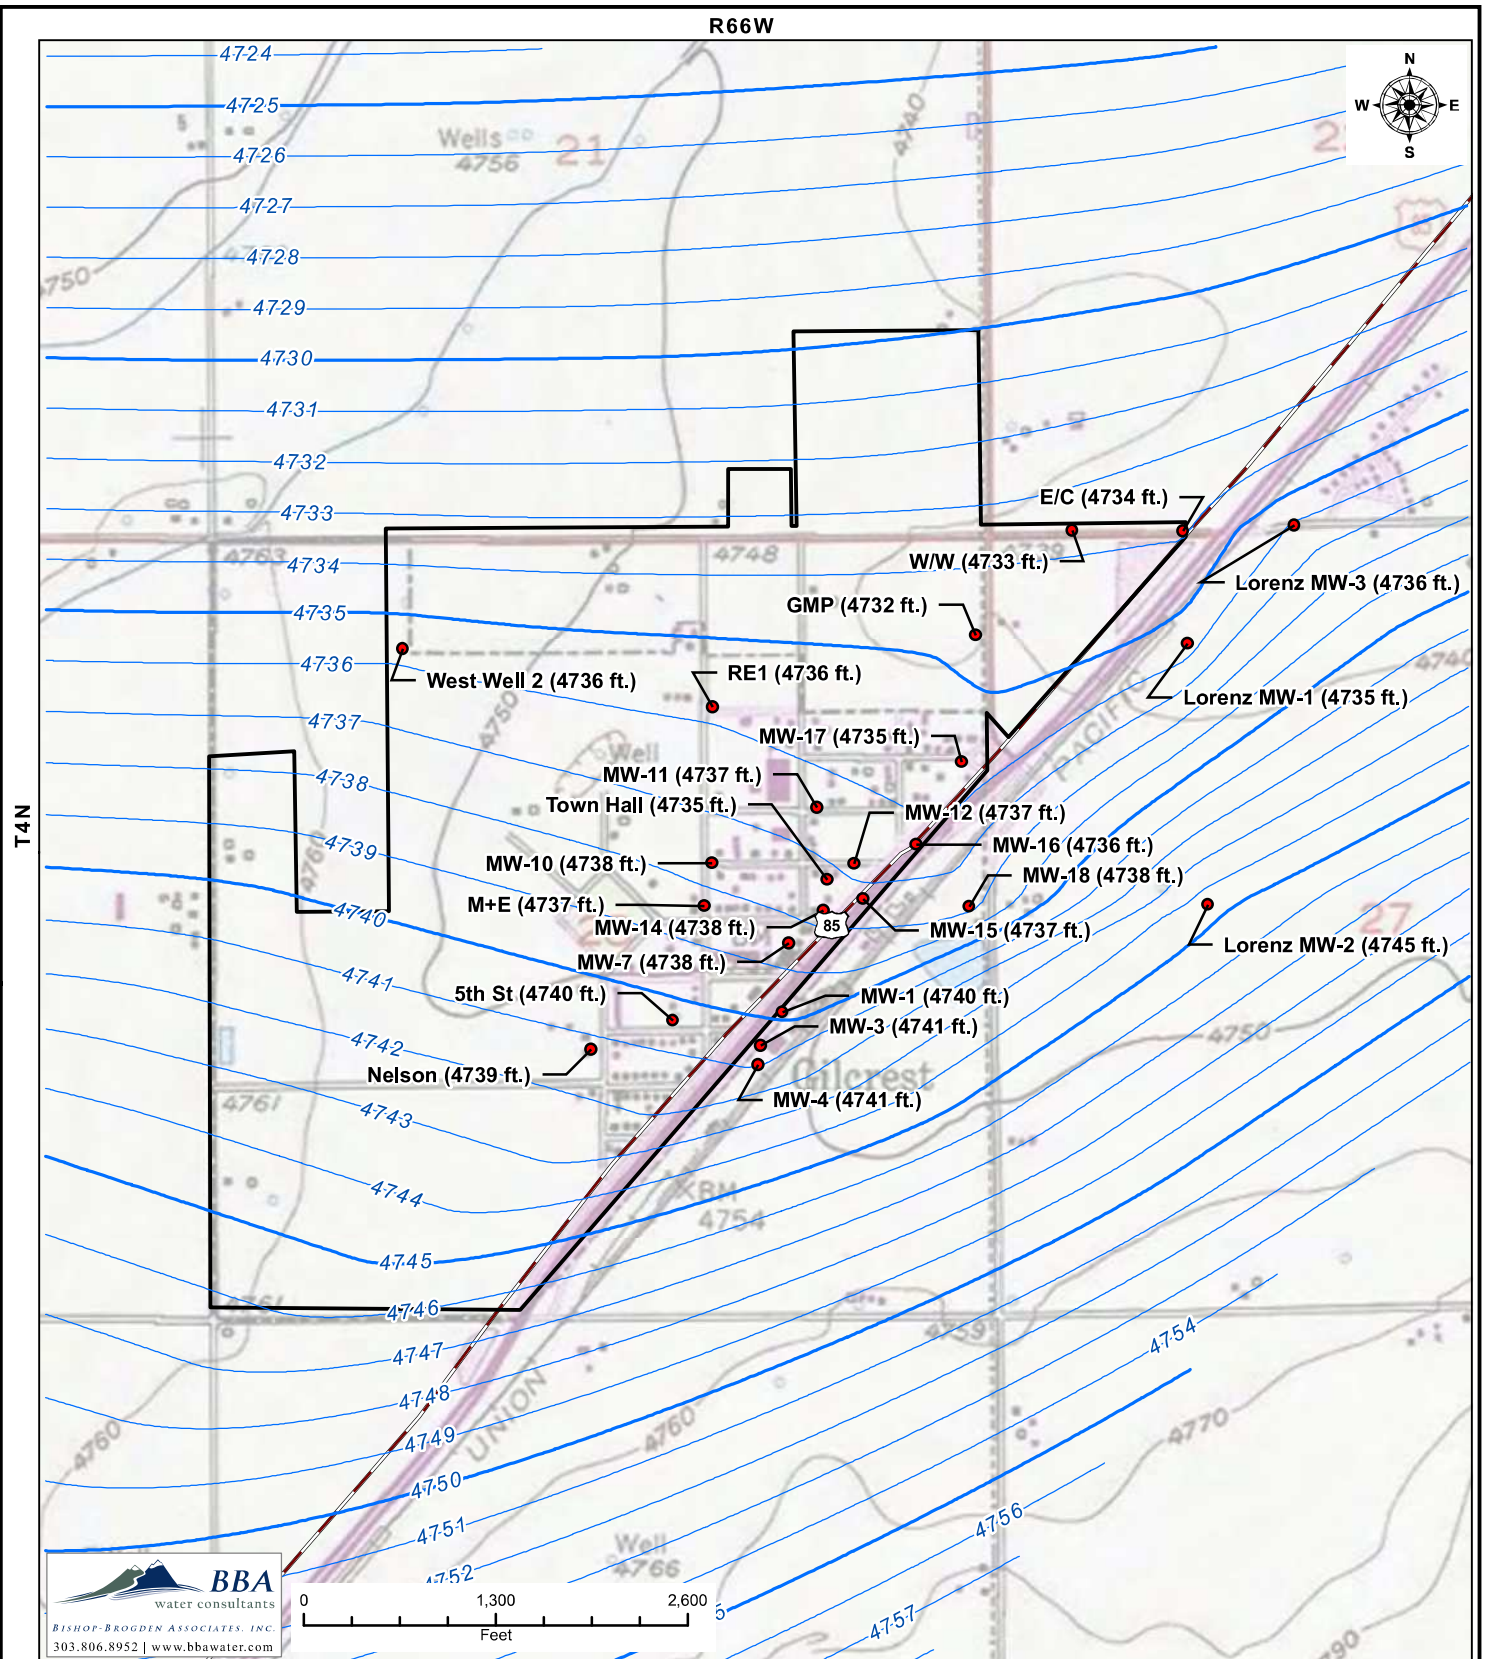 R66W
T4N
N
W E
S
4724
4725
4726
4727
4728
4729
4730
4731
4732
4733
4734
4735
4736
4737
4738
4739
4740
4741
4742
4743
4744
4745
4746
4747
4748
4749
4750
4751
4752
4754
4756
4757
Wells
4756
21
4740
4750
4763
4748
4750
Well
4760
4740
27
4750
4761
Gilcrest
PACIFIC
BM
4754
4761
4759
UNION
4760
4760
4770
Well
4766
85
E/C (4734 ft.)
W/W (4733 ft.)
Lorenz MW-3 (4736 ft.)
GMP (4732 ft.)
RE1 (4736 ft.)
West Well 2 (4736 ft.)
Lorenz MW-1 (4735 ft.)
MW-17 (4735 ft.)
MW-11 (4737 ft.)
Town Hall (4735 ft.)
MW-12 (4737 ft.)
MW-16 (4736 ft.)
MW-10 (4738 ft.)
MW-18 (4738 ft.)
M+E (4737 ft.)
MW-14 (4738 ft.)
MW-15 (4737 ft.)
Lorenz MW-2 (4745 ft.)
MW-7 (4738 ft.)
5th St (4740 ft.)
MW-1 (4740 ft.)
MW-3 (4741 ft.)
Nelson (4739 ft.)
MW-4 (4741 ft.)
BBA
water consultants
BISHOP-BROGDEN ASSOCIATES, INC.
303.806.8952 | www.bbawater.com
0 1,300 2,600
Feet